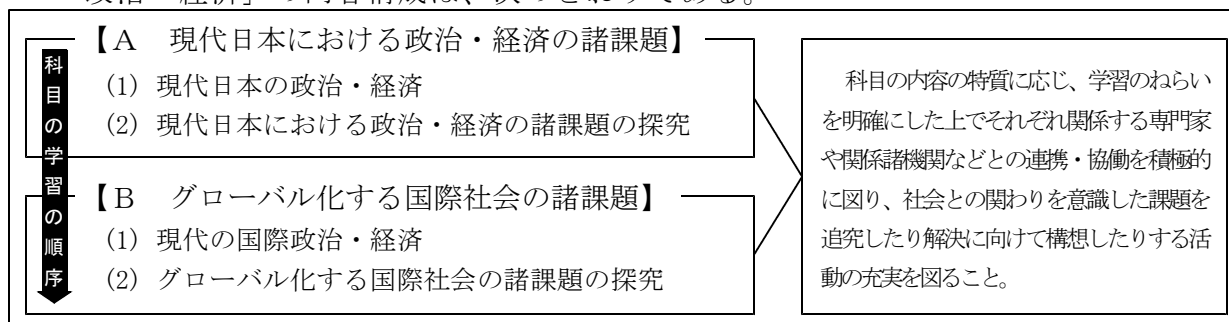 「政治・経済」の内容構成は、次のとおりである。
科目の学習の順序
【A　現代日本における政治・経済の諸課題】
(1) 現代日本の政治・経済
(2) 現代日本における政治・経済の諸課題の探究
【B　グローバル化する国際社会の諸課題】
(1) 現代の国際政治・経済
(2) グローバル化する国際社会の諸課題の探究
科目の内容の特質に応じ、学習のねらい
を明確にした上でそれぞれ関係する専門家
や関係諸機関などとの連携・協働を積極的
に図り、社会との関わりを意識した課題を
追究したり解決に向けて構想したりする活
動の充実を図ること。